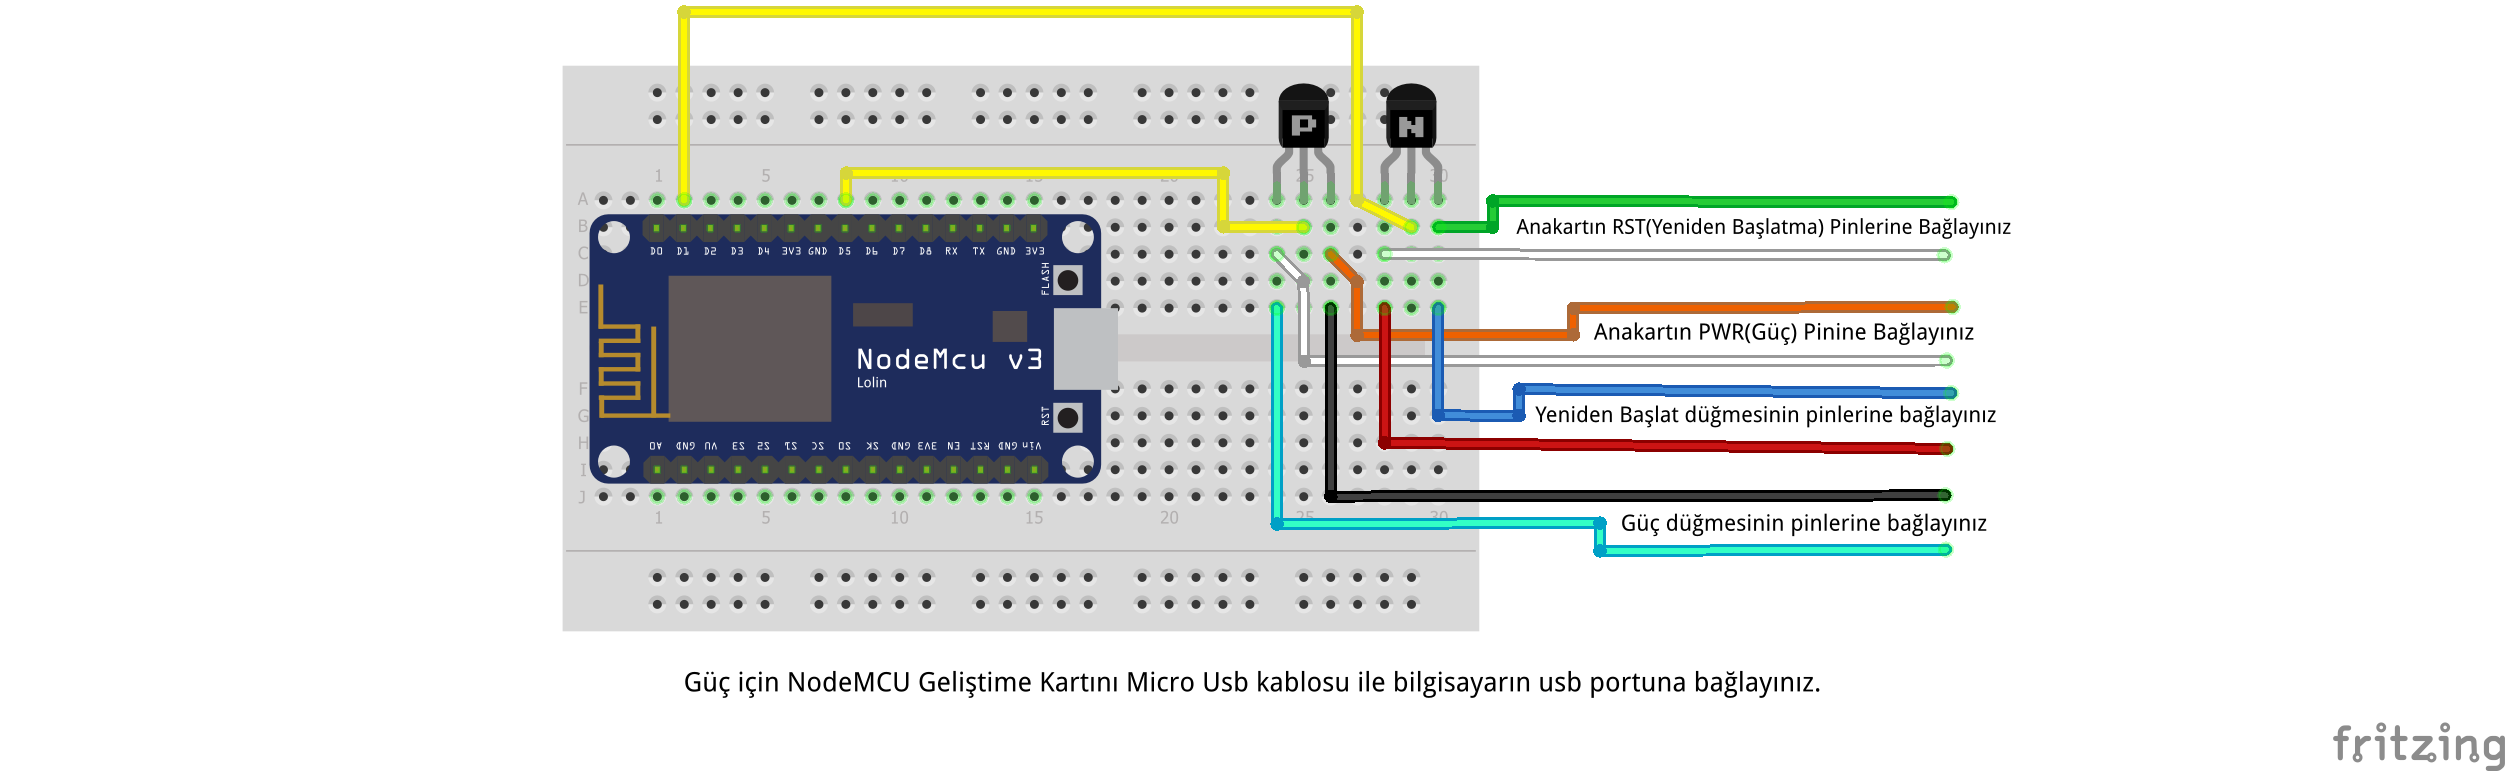 P N
1 5 10 15 20 25 30
A
B
C
D
E
F
G
H
I
J
D0 D1 D2 D3 D4 3V3 GND D5 D6 D7 D8 RX TX GND 3V3
FLASH
NodeMcu v3
Lolin
RST
A0 GND VU S3 S2 S1 SC S0 SK GND 3V3 EN RST GND Vin
1 5 10 15 20 25 30
Anakartın RST(Yeniden Başlatma) Pinlerine Bağlayınız
Anakartın PWR(Güç) Pinine Bağlayınız
Yeniden Başlat düğmesinin pinlerine bağlayınız
Güç düğmesinin pinlerine bağlayınız
Güç için NodeMCU Geliştime Kartını Micro Usb kablosu ile bilgisayarın usb portuna bağlayınız.
fritzing